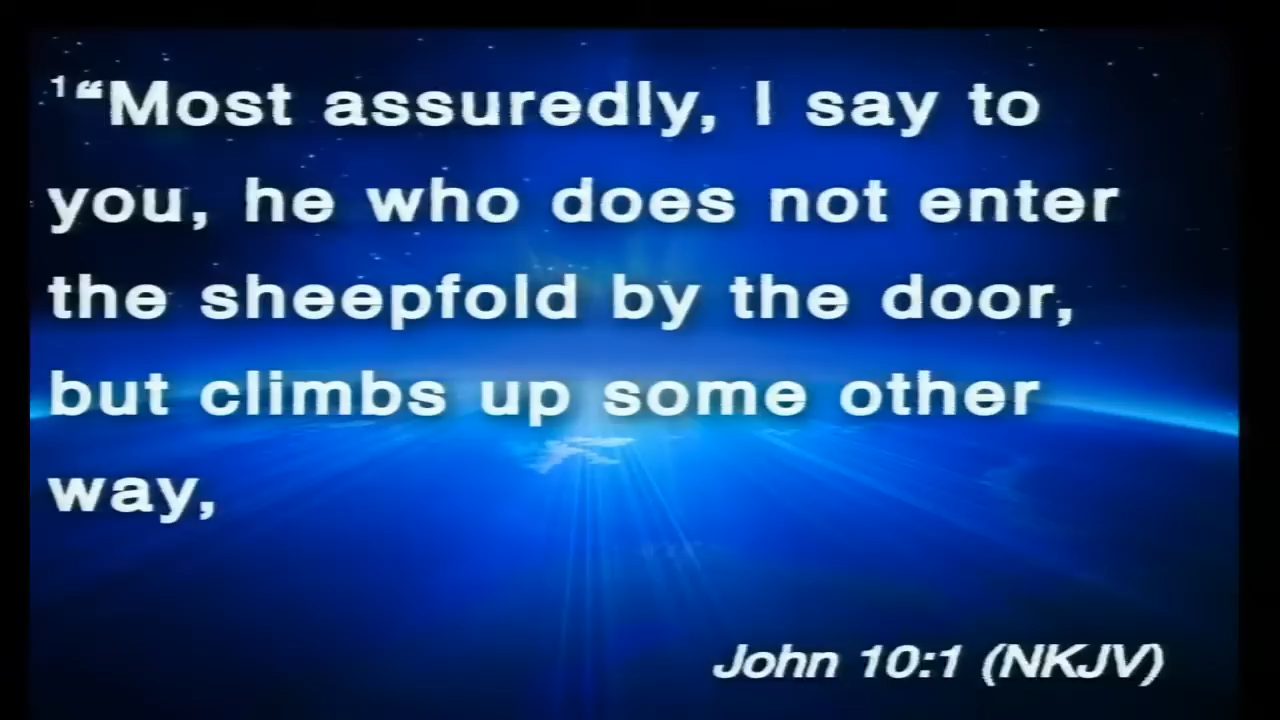 ¹“Most assuredly, I say to
you, he who does not enter
the sheepfold by the door,
but climbs up some other
way,
John 10:1 (NKJV)